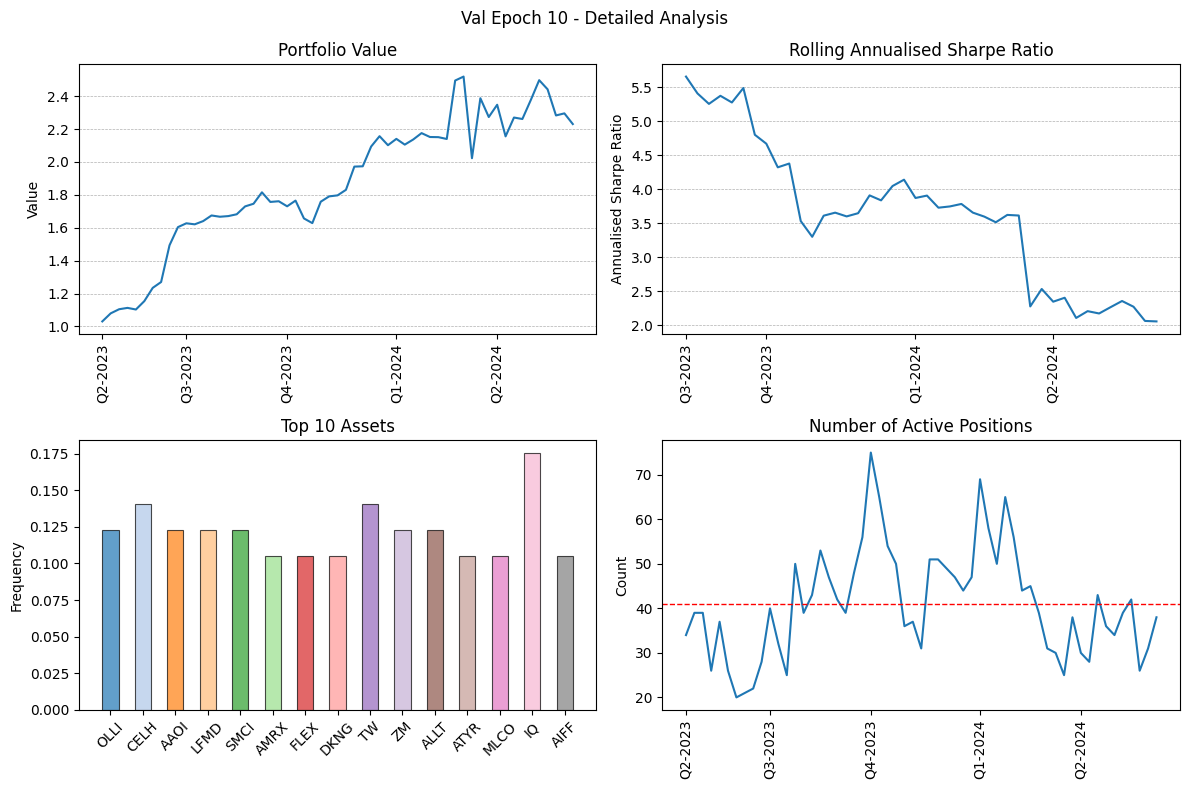 Val Epoch 10 - Detailed Analysis
Portfolio Value
Value
2.4
2.2
2.0
1.8
1.6
1.4
1.2
1.0
Q2-2023
Q3-2023
Q4-2023
Q1-2024
Q2-2024
Rolling Annualised Sharpe Ratio
Annualised Sharpe Ratio
5.5
5.0
4.5
4.0
3.5
3.0
2.5
2.0
Q3-2023
Q4-2023
Q1-2024
Q2-2024
Top 10 Assets
Frequency
0.175
0.150
0.125
0.100
0.075
0.050
0.025
0.000
OLLI
CELH
AAOI
LFMD
SMCI
AMRX
FLEX
DKNG
TW
ZM
ALLT
ATYR
MLCO
IQ
AIFF
Number of Active Positions
Count
70
60
50
40
30
20
Q2-2023
Q3-2023
Q4-2023
Q1-2024
Q2-2024